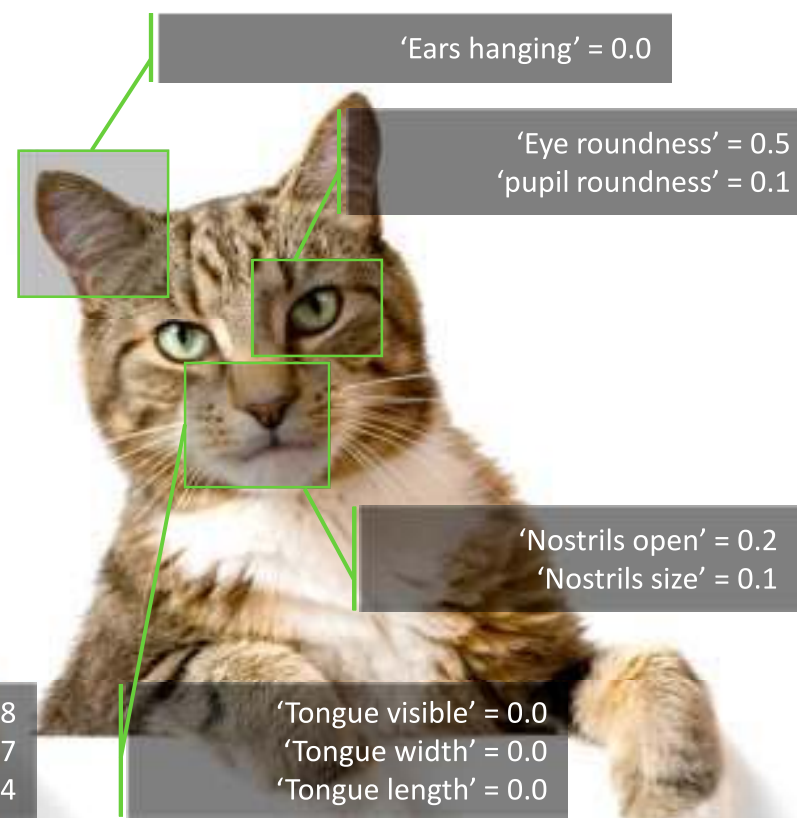 ‘Ears hanging’ = 0.0
‘Eye roundness’ = 0.5
‘pupil roundness’ = 0.1
‘Nostrils open’ = 0.2
‘Nostrils size’ = 0.1
8
7
4
‘Tongue visible’ = 0.0
‘Tongue width’ = 0.0
‘Tongue length’ = 0.0